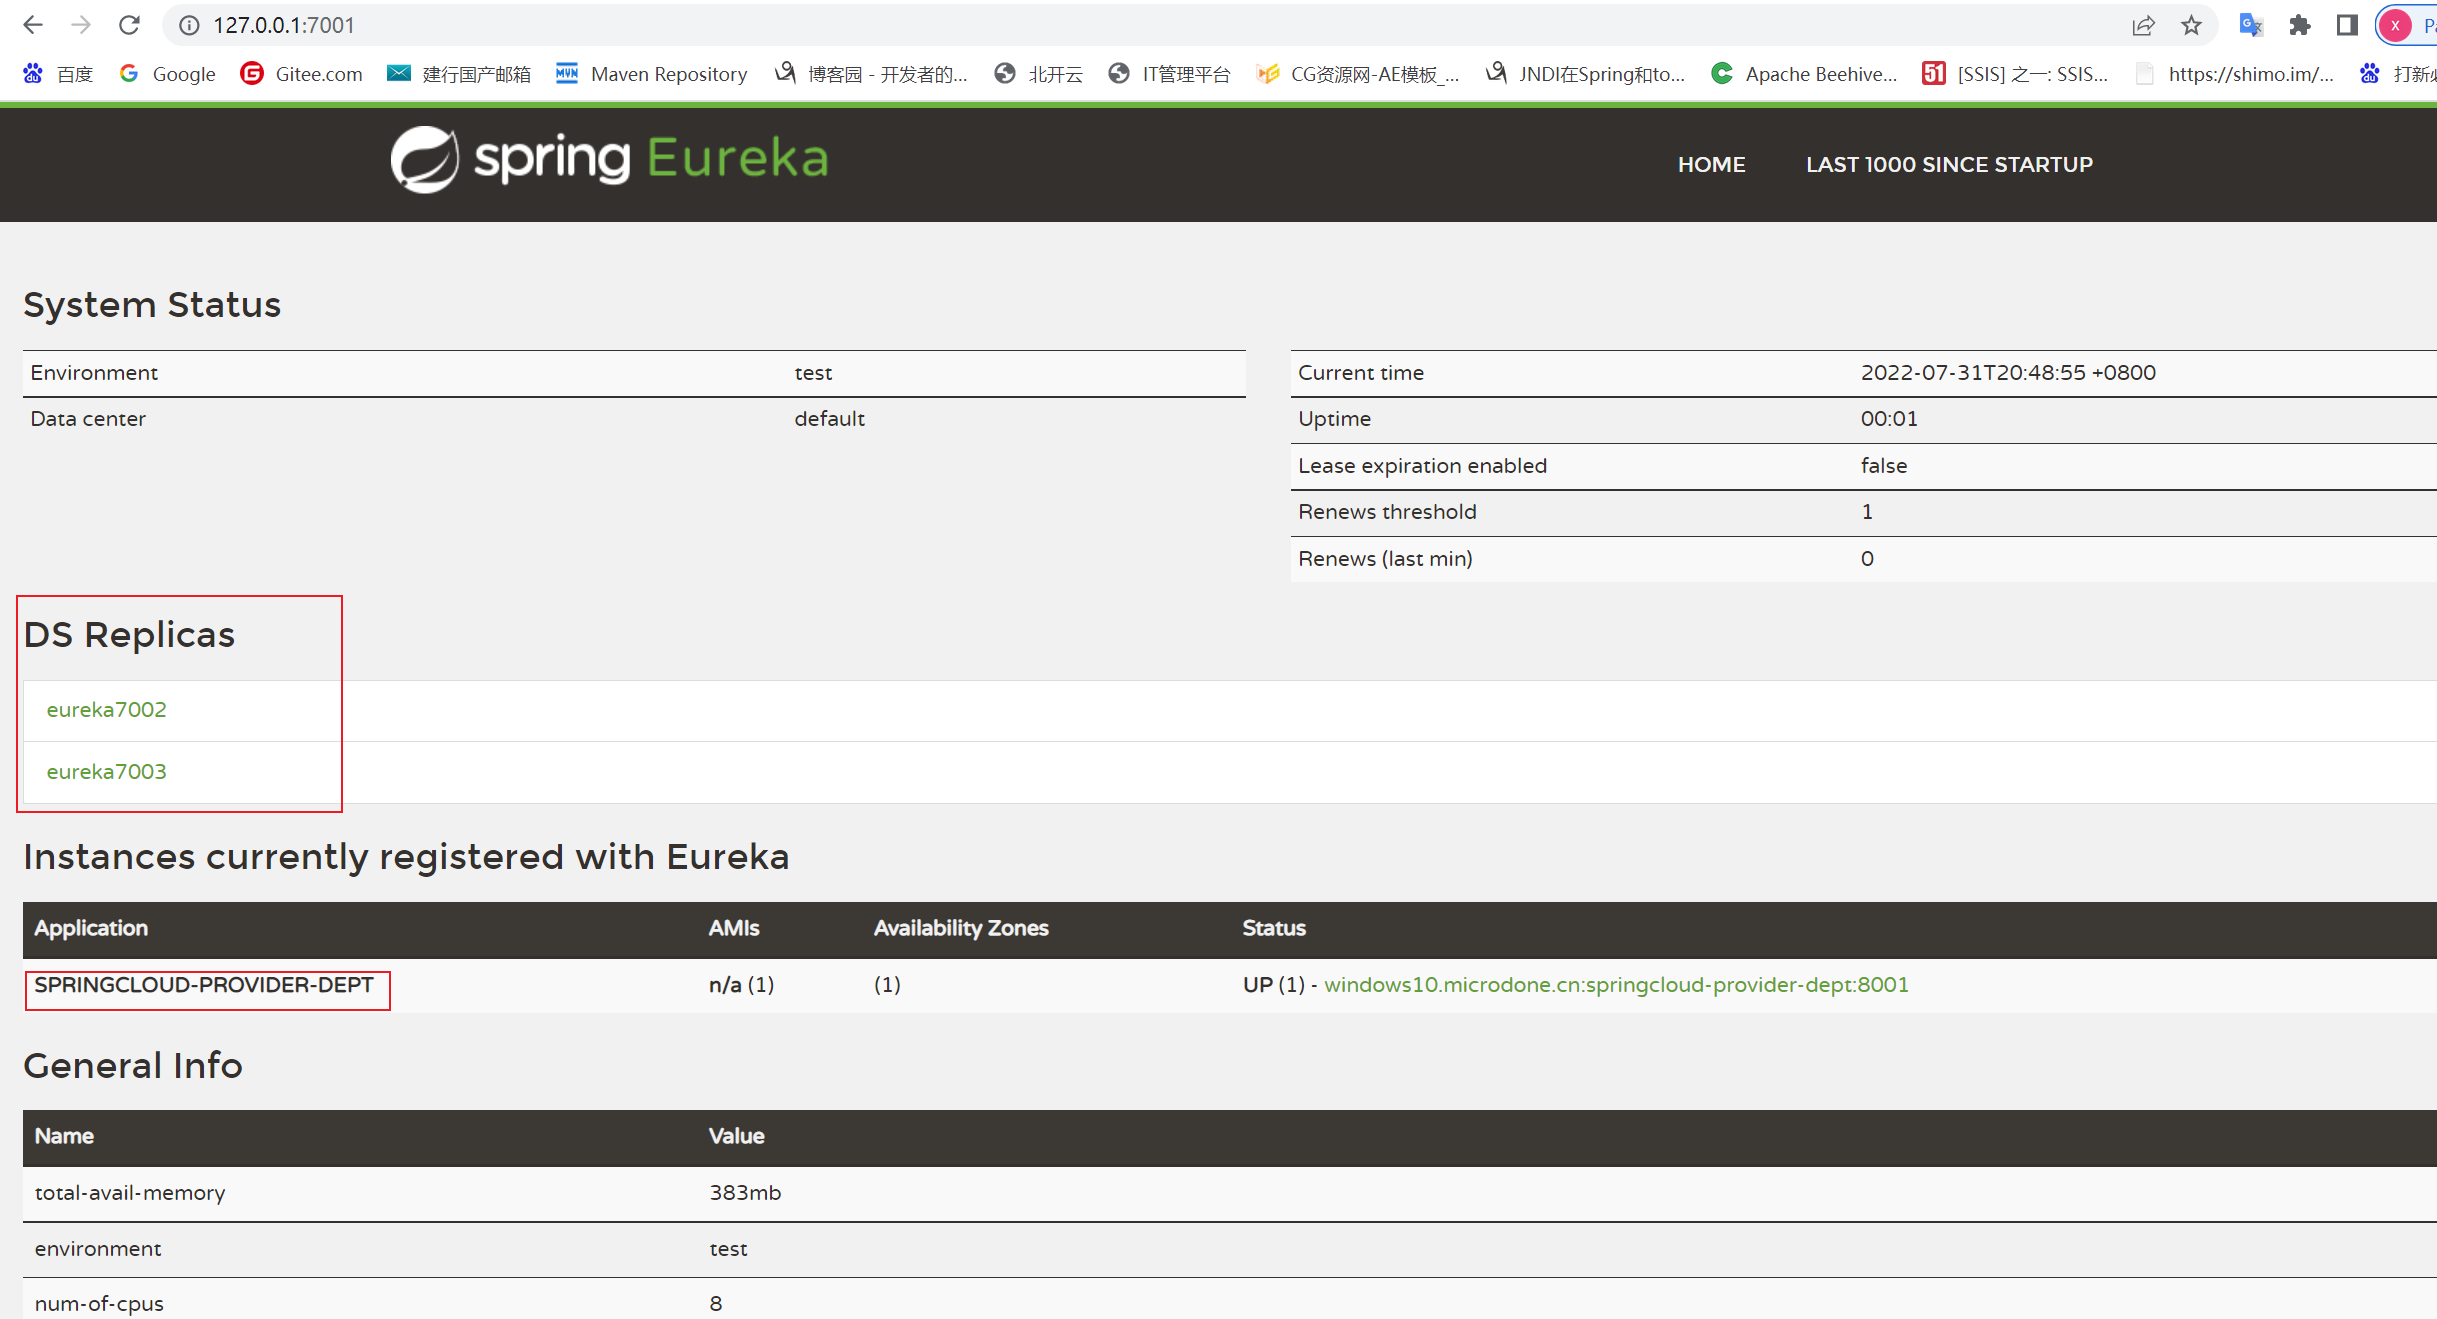 127.0.0.1:7001
百度 Google Gitee.com 建行国产邮箱 Maven Repository 博客园 - 开发者的... 北开云 IT管理平台 CG资源网-AE模板_... JNDI在Spring和to... Apache Beehive... [SSIS] 之一: SSIS... https://shimo.im/... 打新
spring Eureka
HOME LAST 1000 SINCE STARTUP
System Status
Environment test
Data center default
Current time 2022-07-31T20:48:55 +0800
Uptime 00:01
Lease expiration enabled false
Renews threshold 1
Renews (last min) 0
DS Replicas
eureka7002
eureka7003
Instances currently registered with Eureka
Application AMIs Availability Zones Status
SPRINGCLOUD-PROVIDER-DEPT n/a (1) (1) UP (1) - windows10.microdone.cn:springcloud-provider-dept:8001
General Info
Name Value
total-avail-memory 383mb
environment test
num-of-cpus 8